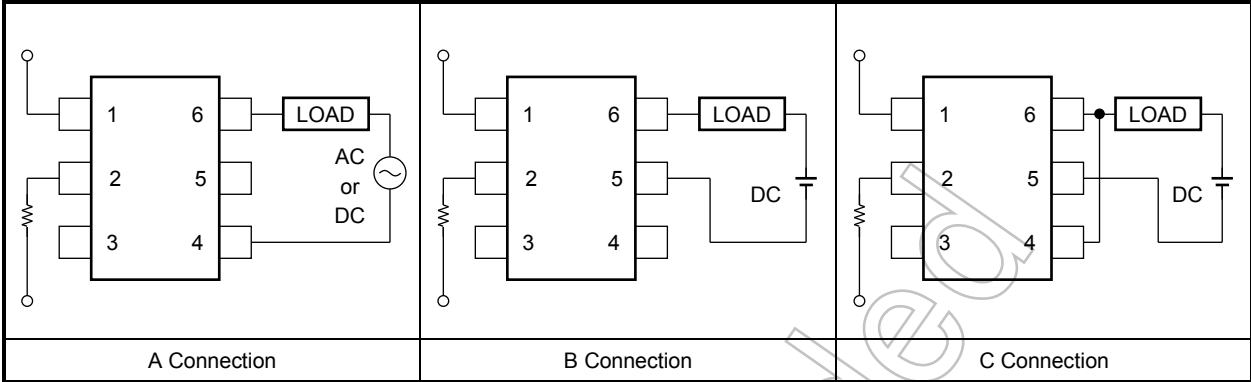 1 6 LOAD
2 5 AC or DC
3 4
A Connection
1 6 LOAD
2 5 DC
3 4
B Connection
1 6 LOAD
2 5 DC
3 4
C Connection